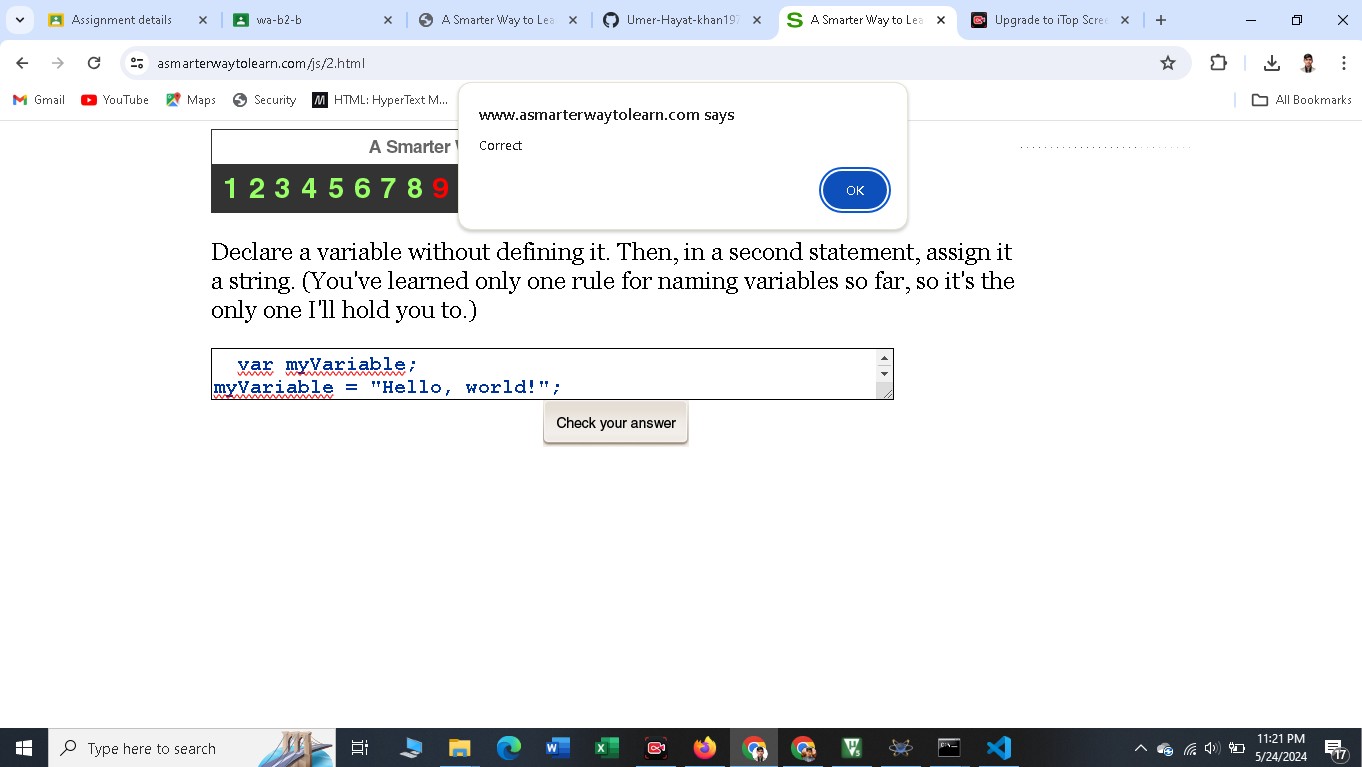 Assignment details
wa-b2-b
A Smarter Way to Lea
Umer-Hayat-khan197
A Smarter Way to Lea
Upgrade to iTop Scre
asmarterwaytolearn.com/js/2.html
Gmail
YouTube
Maps
Security
HTML: HyperText M...
All Bookmarks
www.asmarterwaytolearn.com says
Correct
OK
A Smarter
1 2 3 4 5 6 7 8 9
Declare a variable without defining it. Then, in a second statement, assign it
a string. (You've learned only one rule for naming variables so far, so it's the
only one I'll hold you to.)
var myVariable;
myVariable = "Hello, world!";
Check your answer
Type here to search
11:21 PM
5/24/2024
17